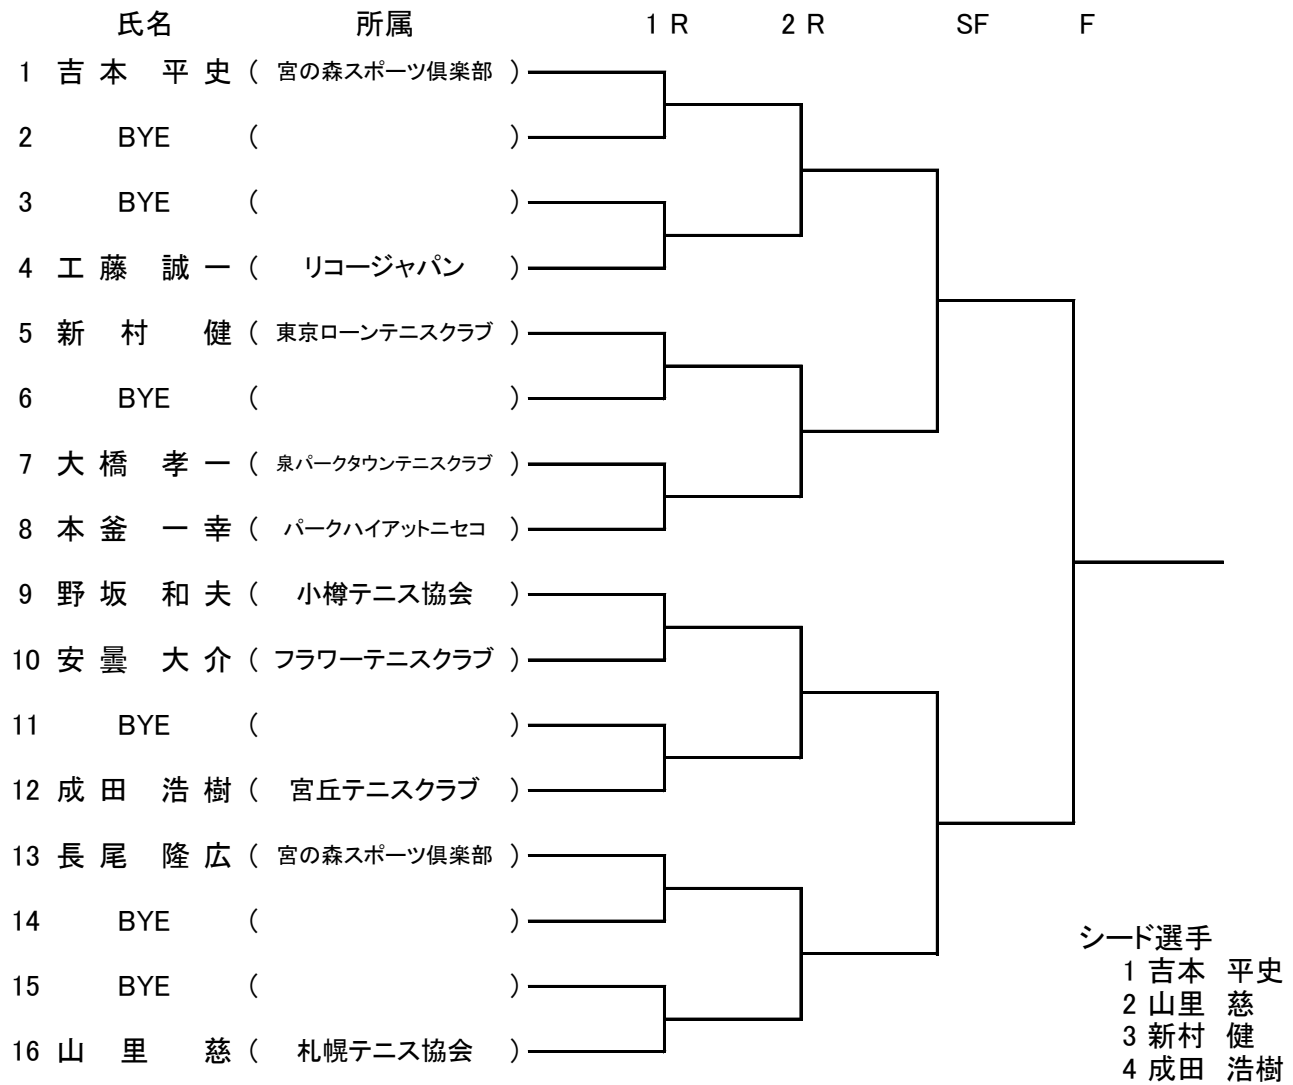 氏名 所属 1 R 2 R SF F
1 吉 本 平 史 ( 宮の森スポーツ倶楽部 )
2 BYE ( )
3 BYE ( )
4 工 藤 誠 一 ( リコージャパン )
5 新 村 健 ( 東京ローンテニスクラブ )
6 BYE ( )
7 大 橋 孝 一 ( 泉パークタウンテニスクラブ )
8 本 釜 一 幸 ( パークハイアットニセコ )
9 野 坂 和 夫 ( 小樽テニス協会 )
10 安 曇 大 介 ( フラワーテニスクラブ )
11 BYE ( )
12 成 田 浩 樹 ( 宮丘テニスクラブ )
13 長 尾 隆 広 ( 宮の森スポーツ倶楽部 )
14 BYE ( )
15 BYE ( )
16 山 里 慈 ( 札幌テニス協会 )
シード選手
1 吉本 平史
2 山里 慈
3 新村 健
4 成田 浩樹